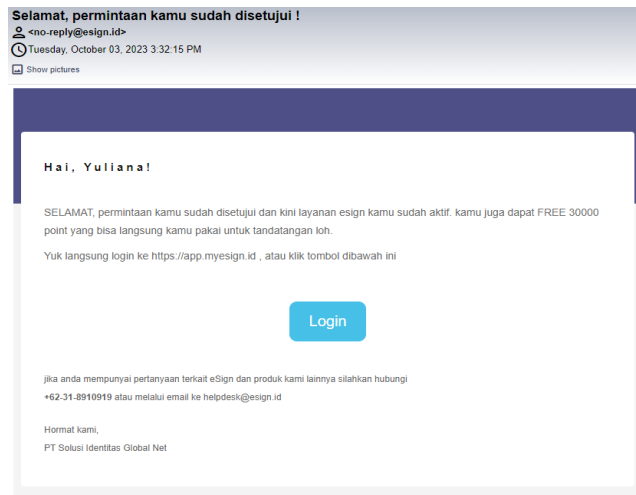 Selamat, permintaan kamu sudah disetujui !
<no-reply@esign.id>
Tuesday, October 03, 2023 3:32:15 PM
Show pictures
Hai, Yuliana!
SELAMAT, permintaan kamu sudah disetujui dan kini layanan esign kamu sudah aktif. kamu juga dapat FREE 30000
point yang bisa langsung kamu pakai untuk tandatangan loh.
Yuk langsung login ke https://app.myesign.id , atau klik tombol dibawah ini
Login
jika anda mempunyai pertanyaan terkait eSign dan produk kami lainnya silahkan hubungi
+62-31-8910919 atau melalui email ke helpdesk@esign.id
Hormat kami,
PT Solusi Identitas Global Net